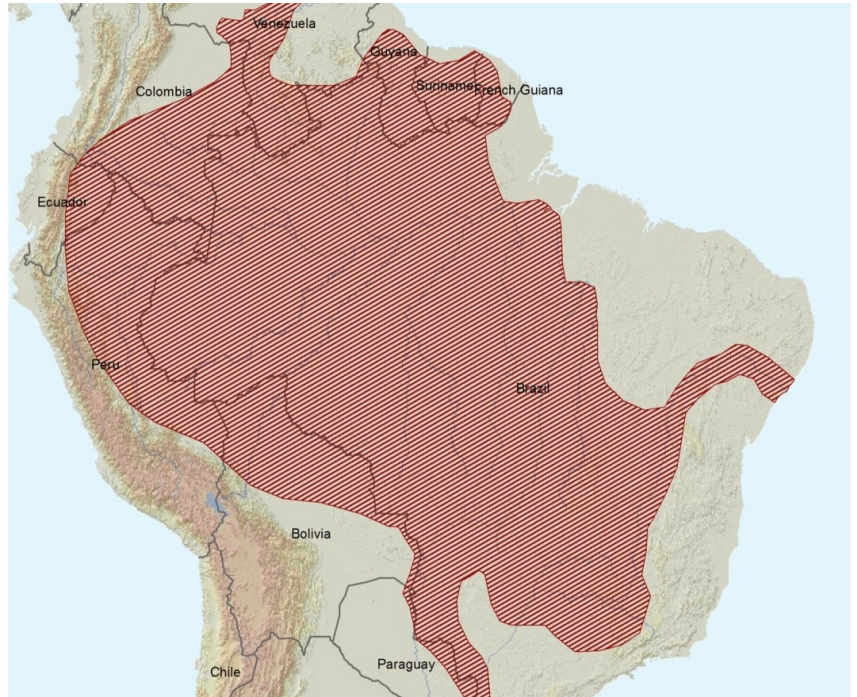 Venezuela
Guyana
Suriname
French Guiana
Colombia
Ecuador
Peru
Brazil
Bolivia
Paraguay
Chile